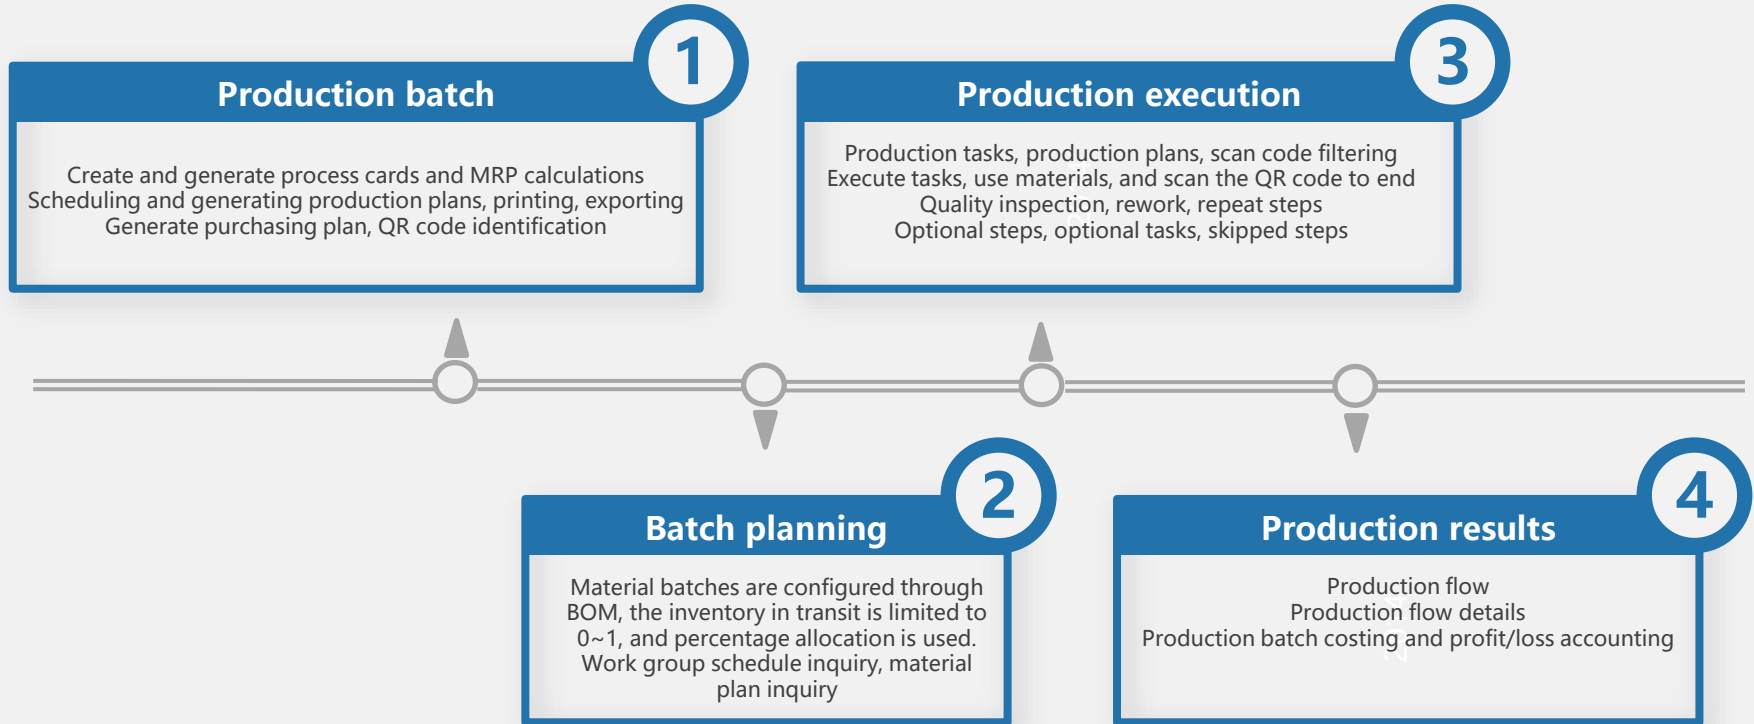 1
Production batch
Create and generate process cards and MRP calculations
Scheduling and generating production plans, printing, exporting
Generate purchasing plan, QR code identification
2
Batch planning
Material batches are configured through
BOM, the inventory in transit is limited to
0~1, and percentage allocation is used.
Work group schedule inquiry, material
plan inquiry
3
Production execution
Production tasks, production plans, scan code filtering
Execute tasks, use materials, and scan the QR code to end
Quality inspection, rework, repeat steps
Optional steps, optional tasks, skipped steps
4
Production results
Production flow
Production flow details
Production batch costing and profit/loss accounting